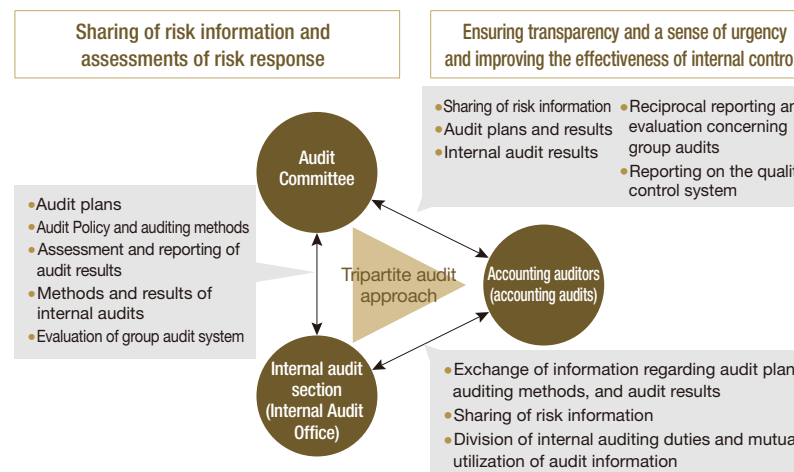 Sharing of risk information and
assessments of risk response
Ensuring transparency and a sense of urgency
and improving the effectiveness of internal contro
•Sharing of risk information
•Audit plans and results
•Internal audit results
•Reciprocal reporting an
evaluation concerning
group audits
•Reporting on the qualit
control system
Audit
Committee
•Audit plans
•Audit Policy and auditing methods
•Assessment and reporting of
audit results
•Methods and results of
internal audits
•Evaluation of group audit system
Tripartite audit
approach
Accounting auditors
(accounting audits)
Internal audit
section
(Internal Audit
Office)
•Exchange of information regarding audit plan
auditing methods, and audit results
•Sharing of risk information
•Division of internal auditing duties and mutua
utilization of audit information